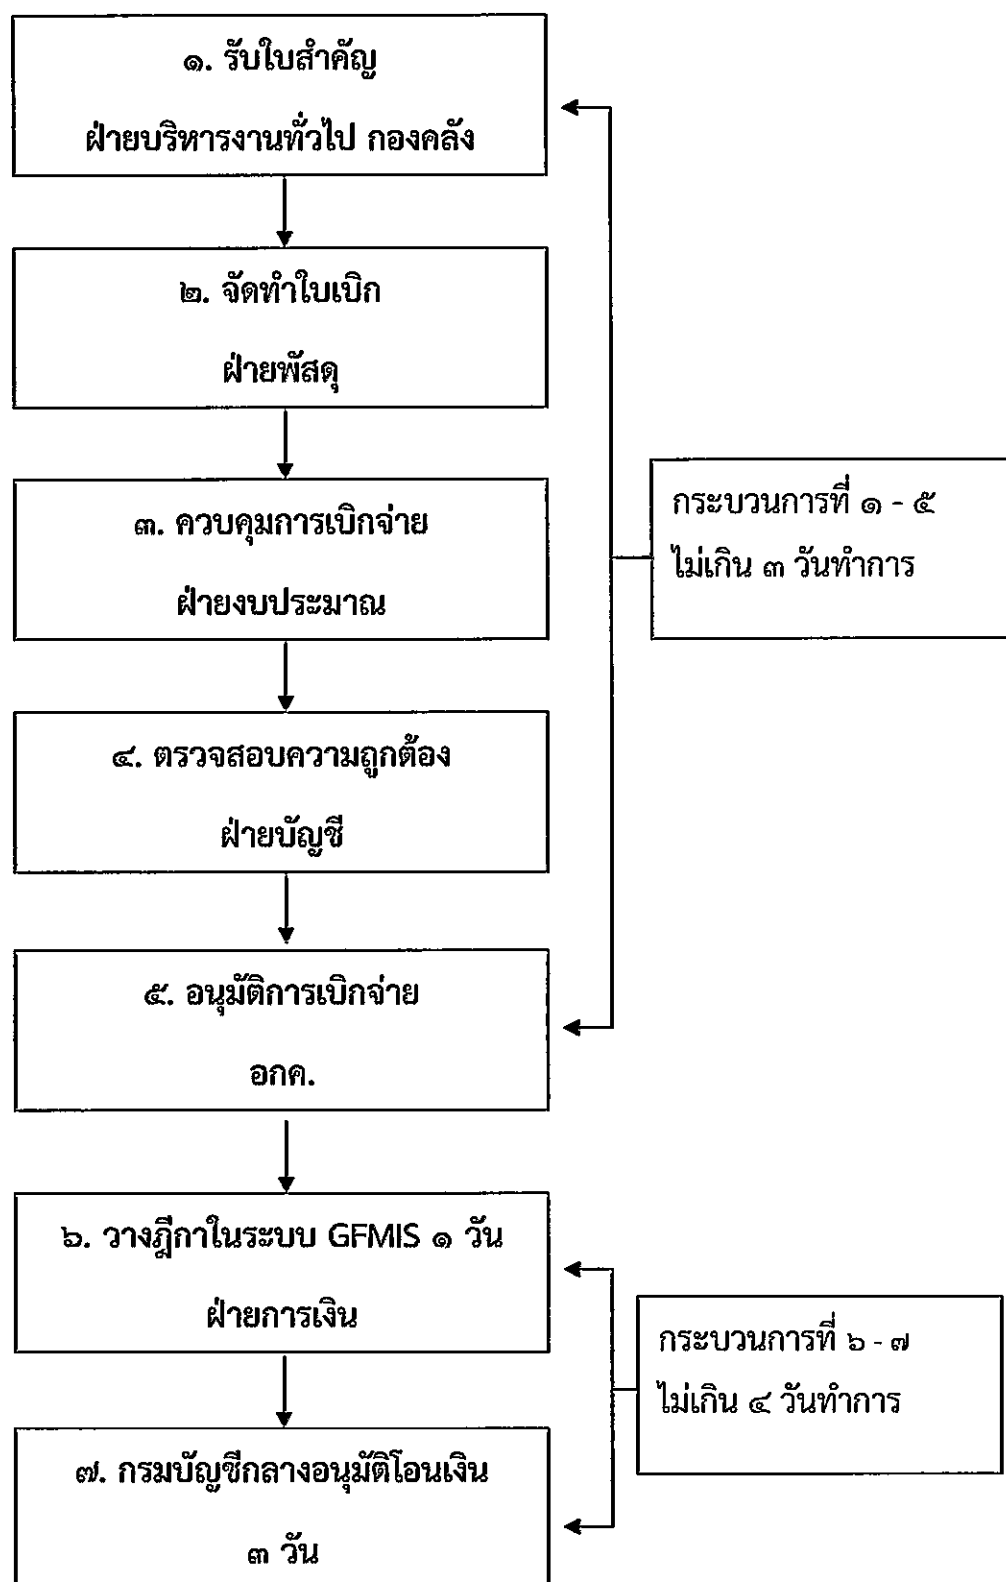 ๑. รับใบสำคัญ
ฝ่ายบริหารงานทั่วไป กองคลัง
๒. จัดทำใบเบิก
ฝ่ายพัสดุ
๓. ควบคุมการเบิกจ่าย
ฝ่ายงบประมาณ
กระบวนการที่ ๑ - ๕
ไม่เกิน ๓ วันทำการ
๔. ตรวจสอบความถูกต้อง
ฝ่ายบัญชี
๕. อนุมัติการเบิกจ่าย
อกค.
๖. วางฎีกาในระบบ GFMIS ๑ วัน
ฝ่ายการเงิน
กระบวนการที่ ๖ - ๗
ไม่เกิน ๔ วันทำการ
๗. กรมบัญชีกลางอนุมัติโอนเงิน
๓ วัน